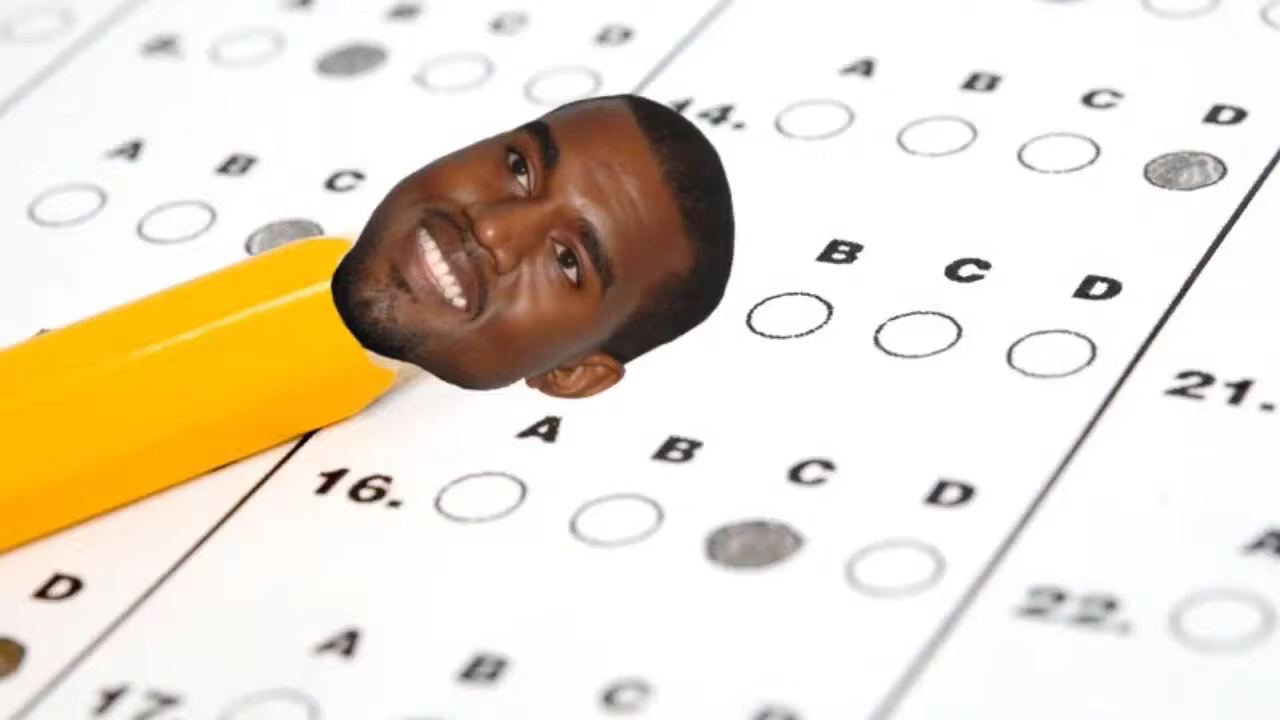 A B C D
A B C
14. A B C D
B C D
16. A B C D
D
17. A B C D
21.
22. A